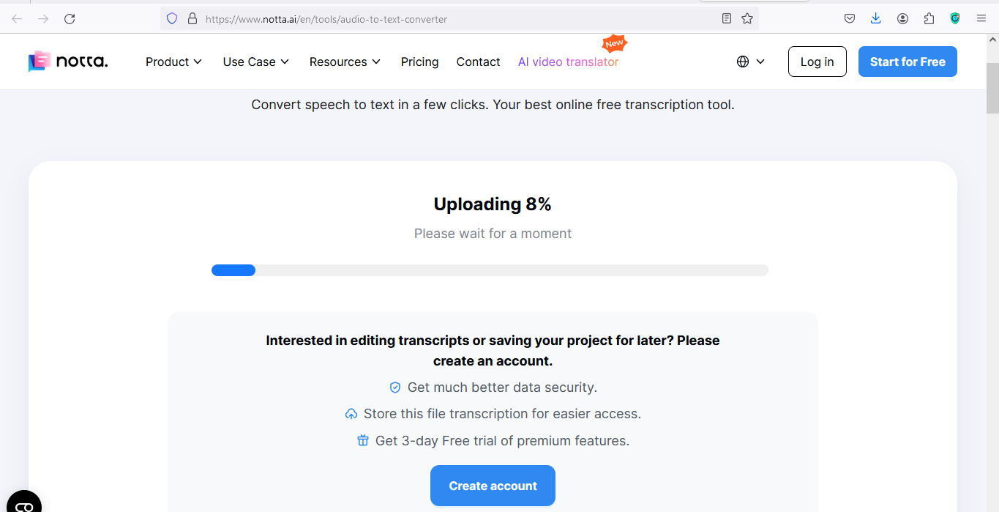 https://www.notta.ai/en/tools/audio-to-text-converter
notta.
Product
Use Case
Resources
Pricing
Contact
AI video translator
New
Log in
Start for Free
Convert speech to text in a few clicks. Your best online free transcription tool.
Uploading 8%
Please wait for a moment
Interested in editing transcripts or saving your project for later? Please
create an account.
Get much better data security.
Store this file transcription for easier access.
Get 3-day Free trial of premium features.
Create account